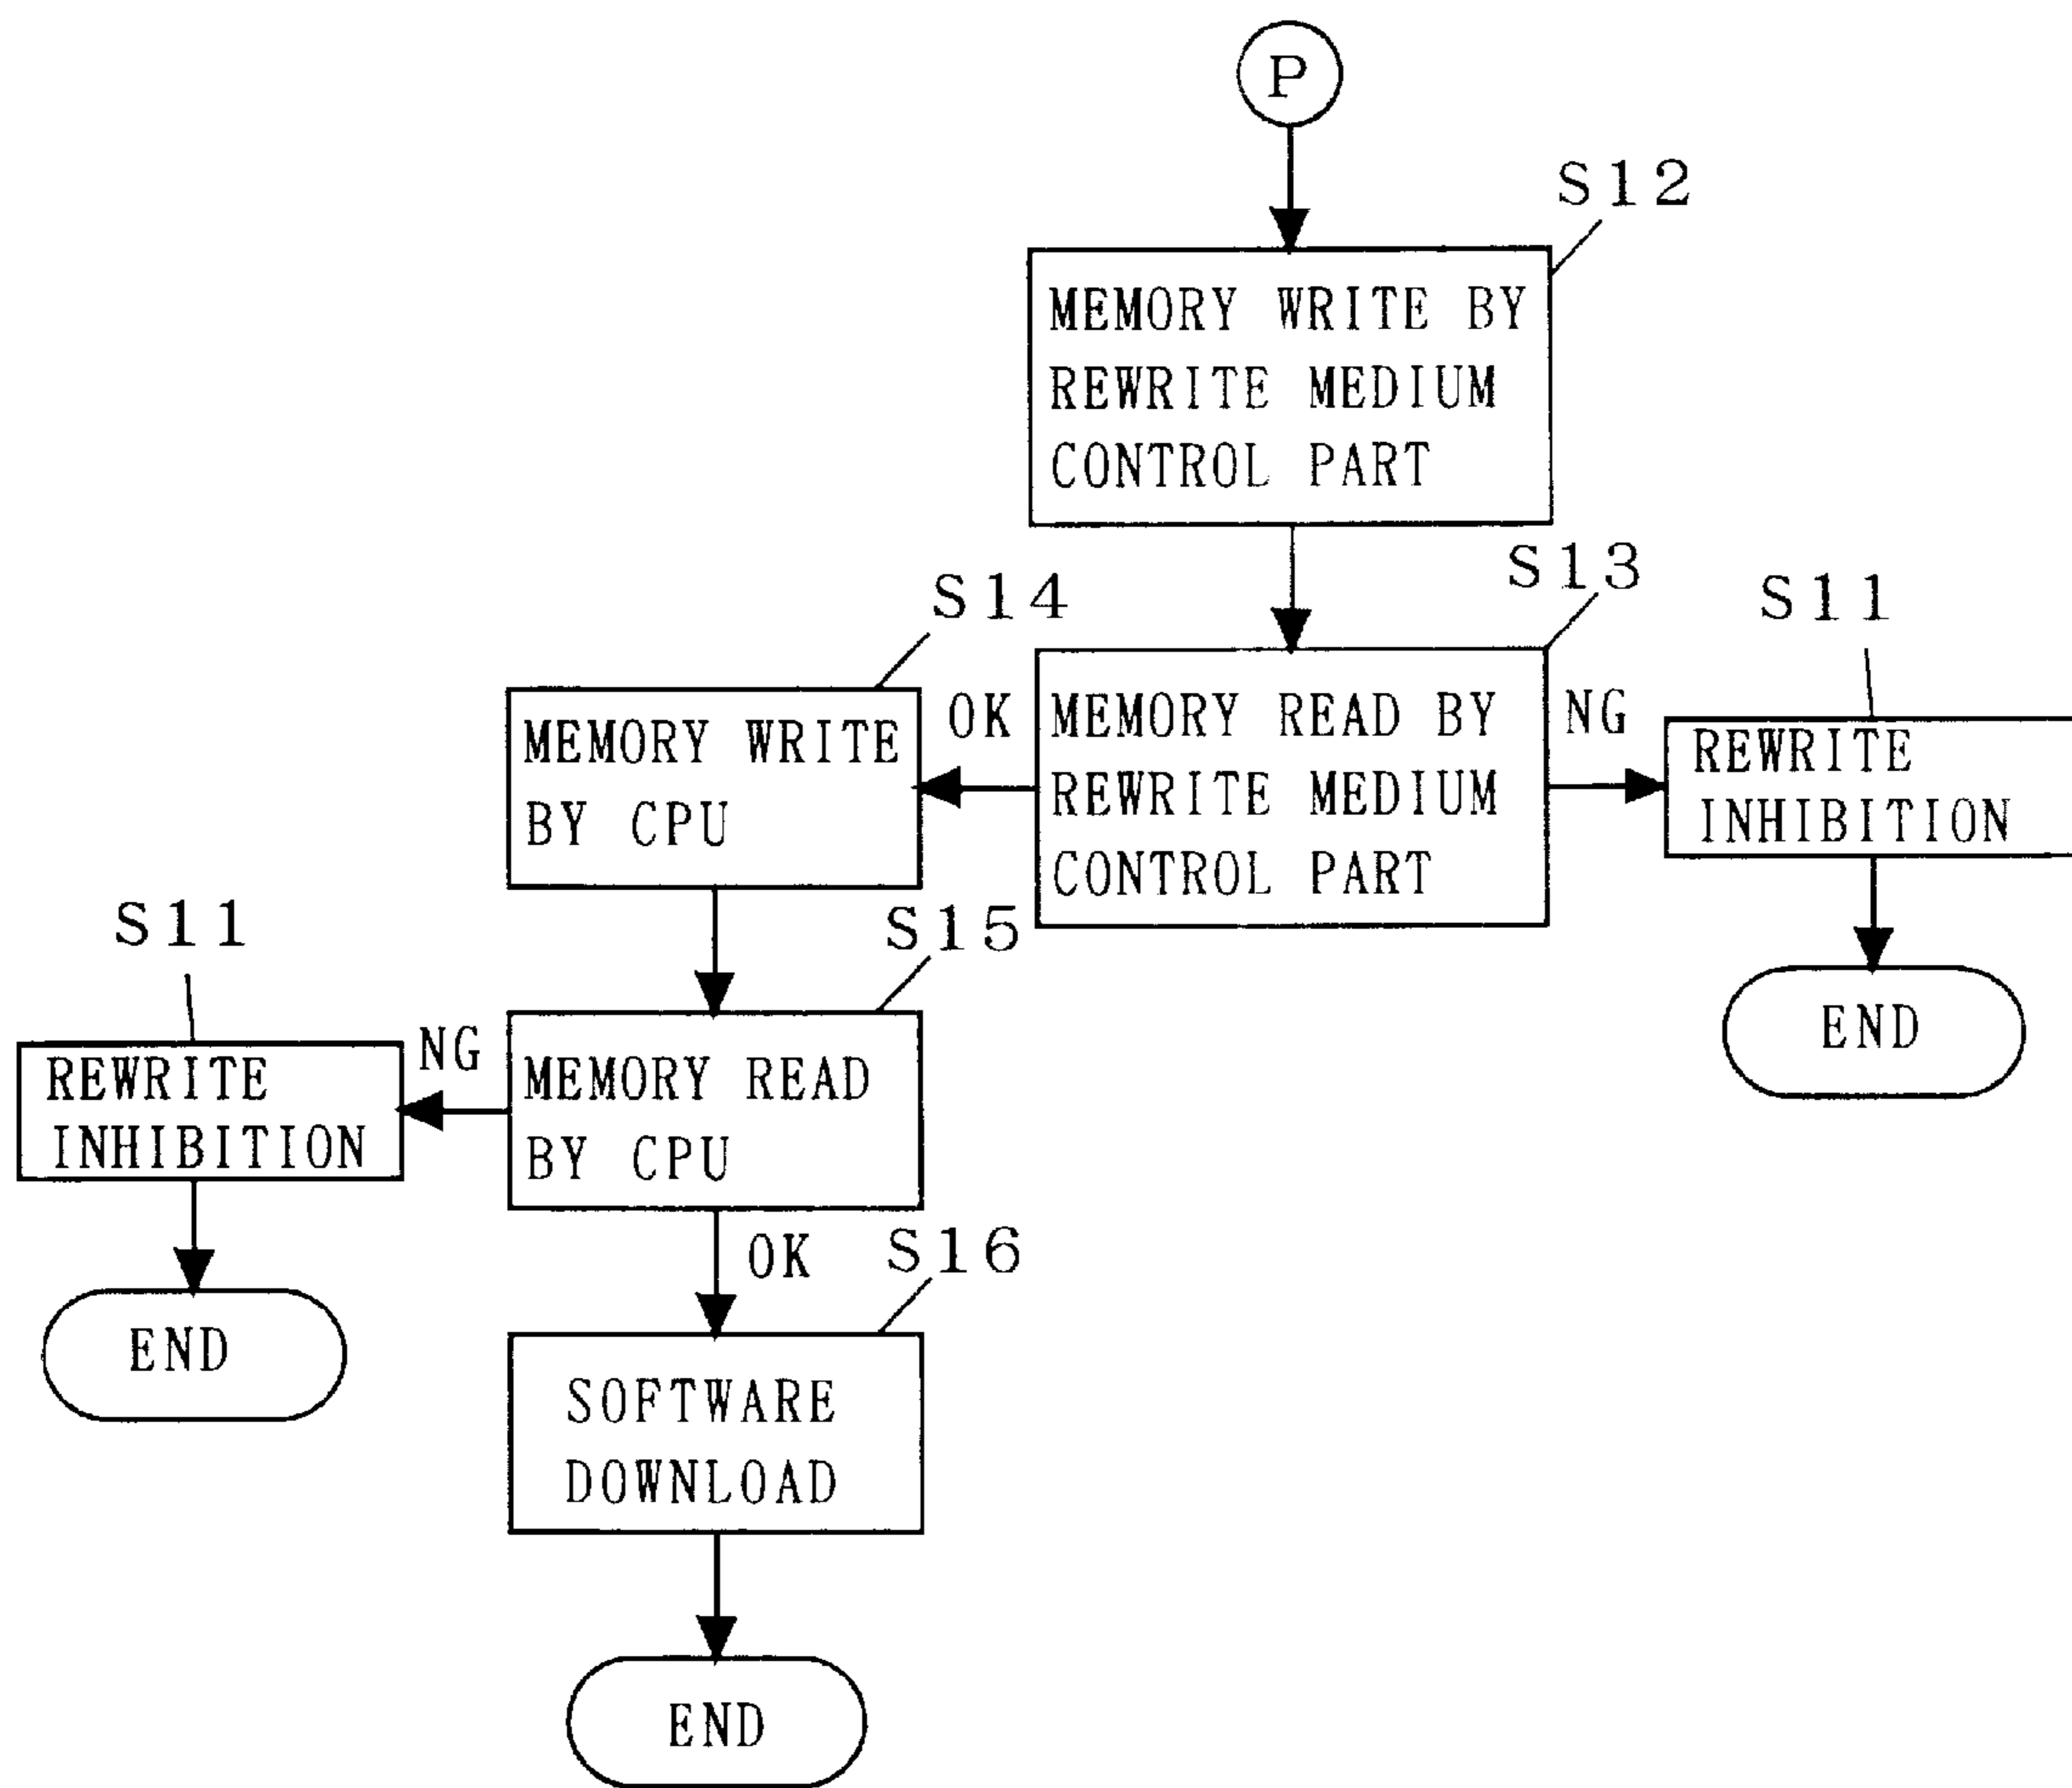 P
S12
MEMORY WRITE BY
REWRITE MEDIUM
CONTROL PART
S13
MEMORY READ BY
REWRITE MEDIUM
CONTROL PART
NG
S11
REWRITE
INHIBITION
END
OK
S14
MEMORY WRITE
BY CPU
S15
MEMORY READ
BY CPU
NG
S11
REWRITE
INHIBITION
END
OK
S16
SOFTWARE
DOWNLOAD
END